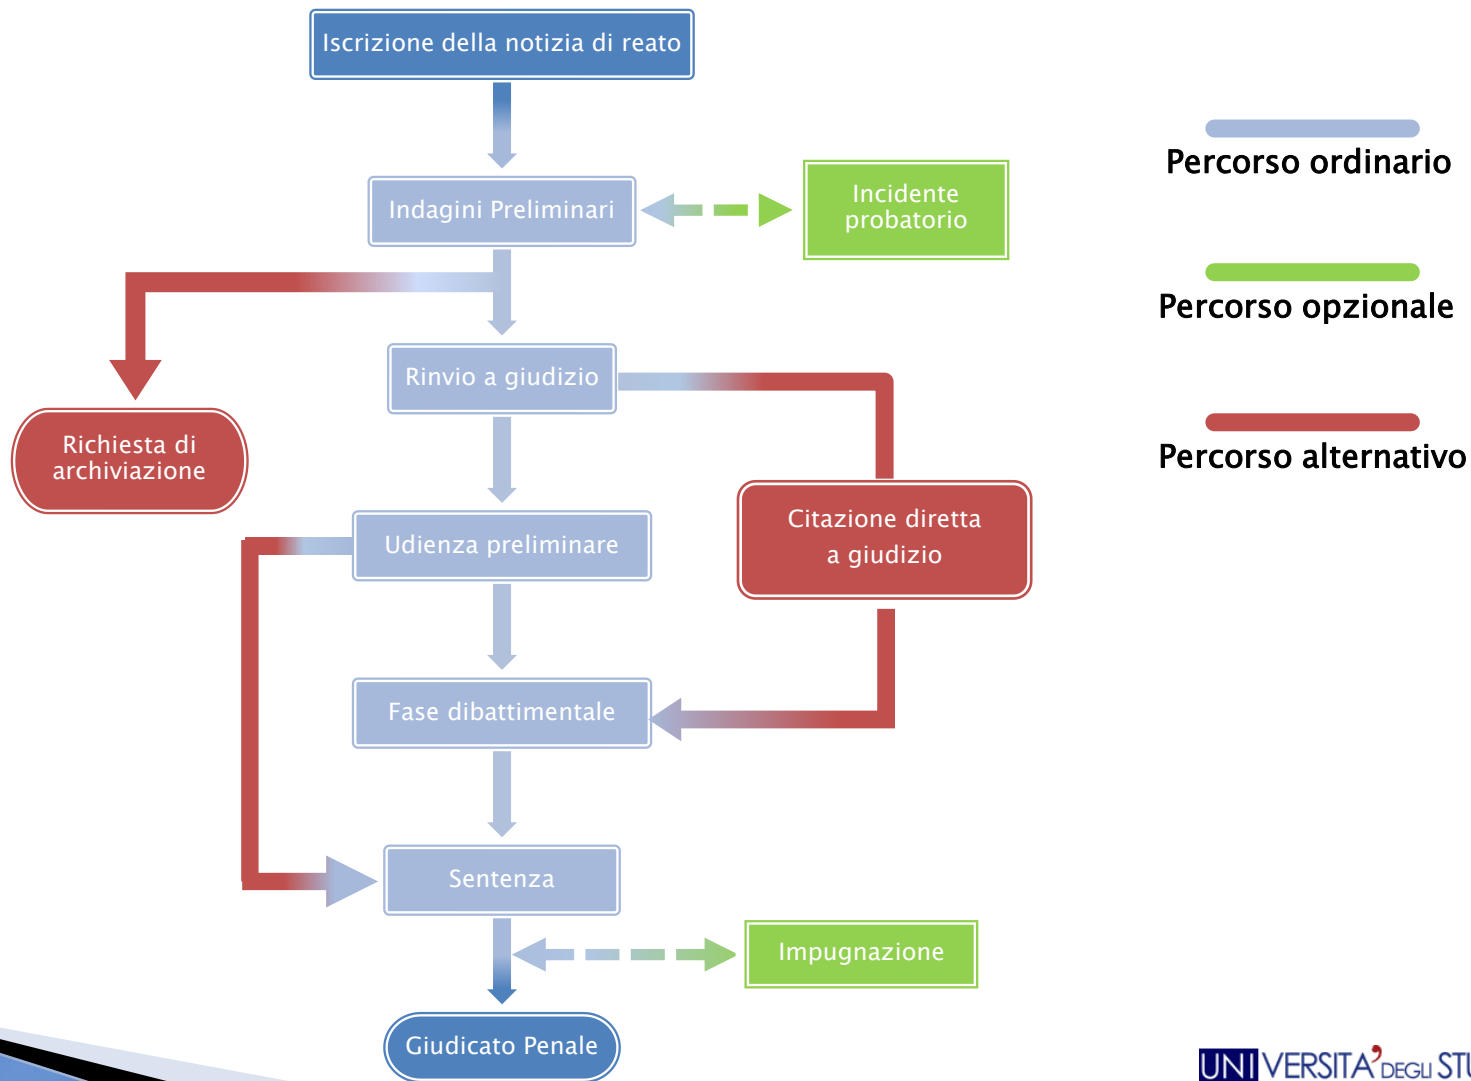 Iscrizione della notizia di reato
Percorso ordinario
Indagini Preliminari
Incidente
probatorio
Percorso opzionale
Rinvio a giudizio
Richiesta di
archiviazione
Percorso alternativo
Udienza preliminare
Citazione diretta
a giudizio
Fase dibattimentale
Sentenza
Impugnazione
Giudicato Penale
UNIVERSITA' DEGLI STU